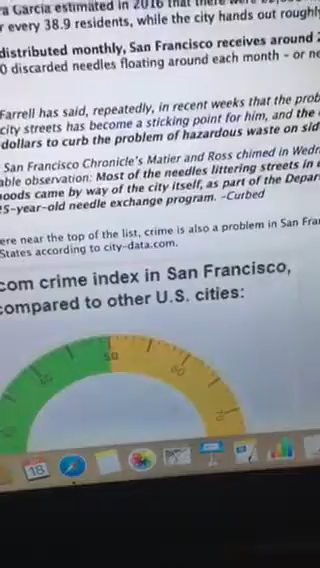 a Garcia estimated in 2016 that there were
r every 38.9 residents, while the city hands out roughly
distributed monthly, San Francisco receives around
0 discarded needles floating around each month - or ne
Farrell has said, repeatedly, in recent weeks that the prob
city streets has become a sticking point for him, and the
dollars to curb the problem of hazardous waste on sid
San Francisco Chronicle's Matier and Ross chimed in Wedn
able observation: Most of the needles littering streets in
oods came by way of the city itself, as part of the Depar
25-year-old needle exchange program. -Curbed
ere near the top of the list, crime is also a problem in San Fra
States according to city-data.com.
com crime index in San Francisco,
compared to other U.S. cities:
40
50
60
70
18